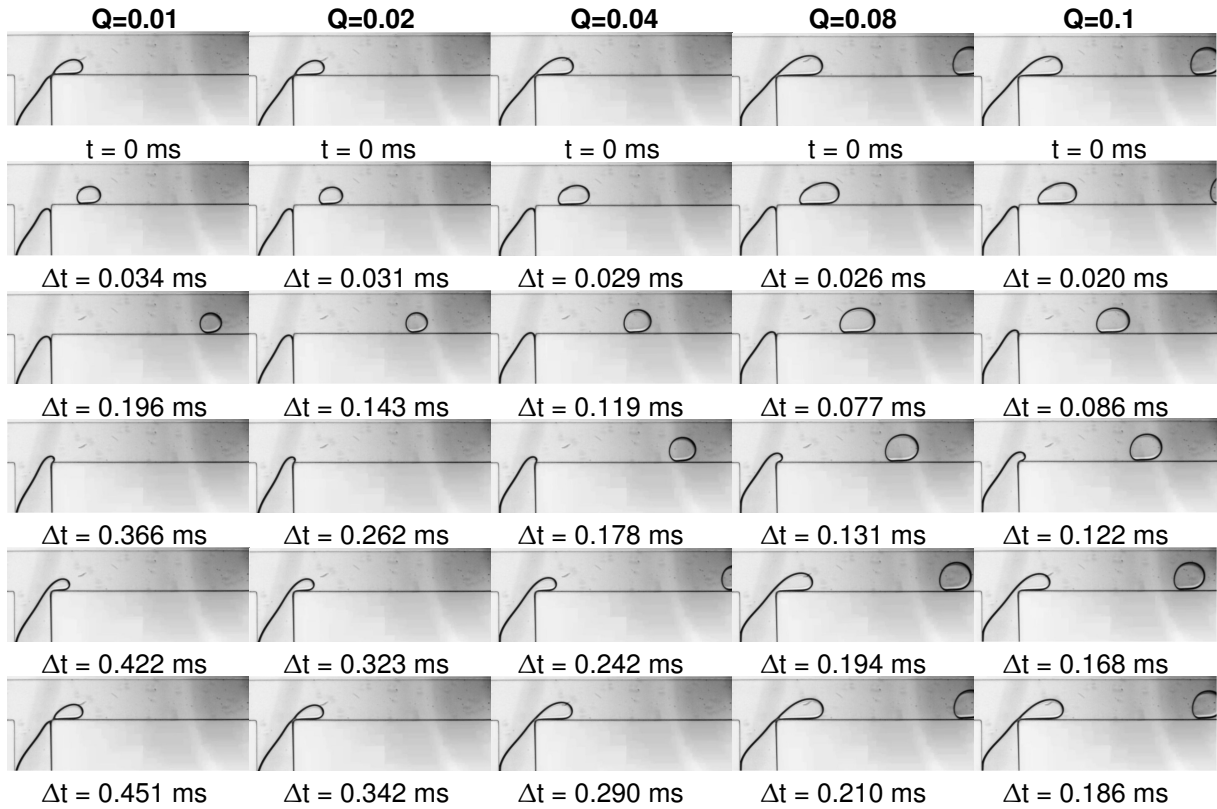 Q=0.01 Q=0.02 Q=0.04 Q=0.08 Q=0.1
t = 0 ms t = 0 ms t = 0 ms t = 0 ms t = 0 ms
Δt = 0.034 ms Δt = 0.031 ms Δt = 0.029 ms Δt = 0.026 ms Δt = 0.020 ms
Δt = 0.196 ms Δt = 0.143 ms Δt = 0.119 ms Δt = 0.077 ms Δt = 0.086 ms
Δt = 0.366 ms Δt = 0.262 ms Δt = 0.178 ms Δt = 0.131 ms Δt = 0.122 ms
Δt = 0.422 ms Δt = 0.323 ms Δt = 0.242 ms Δt = 0.194 ms Δt = 0.168 ms
Δt = 0.451 ms Δt = 0.342 ms Δt = 0.290 ms Δt = 0.210 ms Δt = 0.186 ms